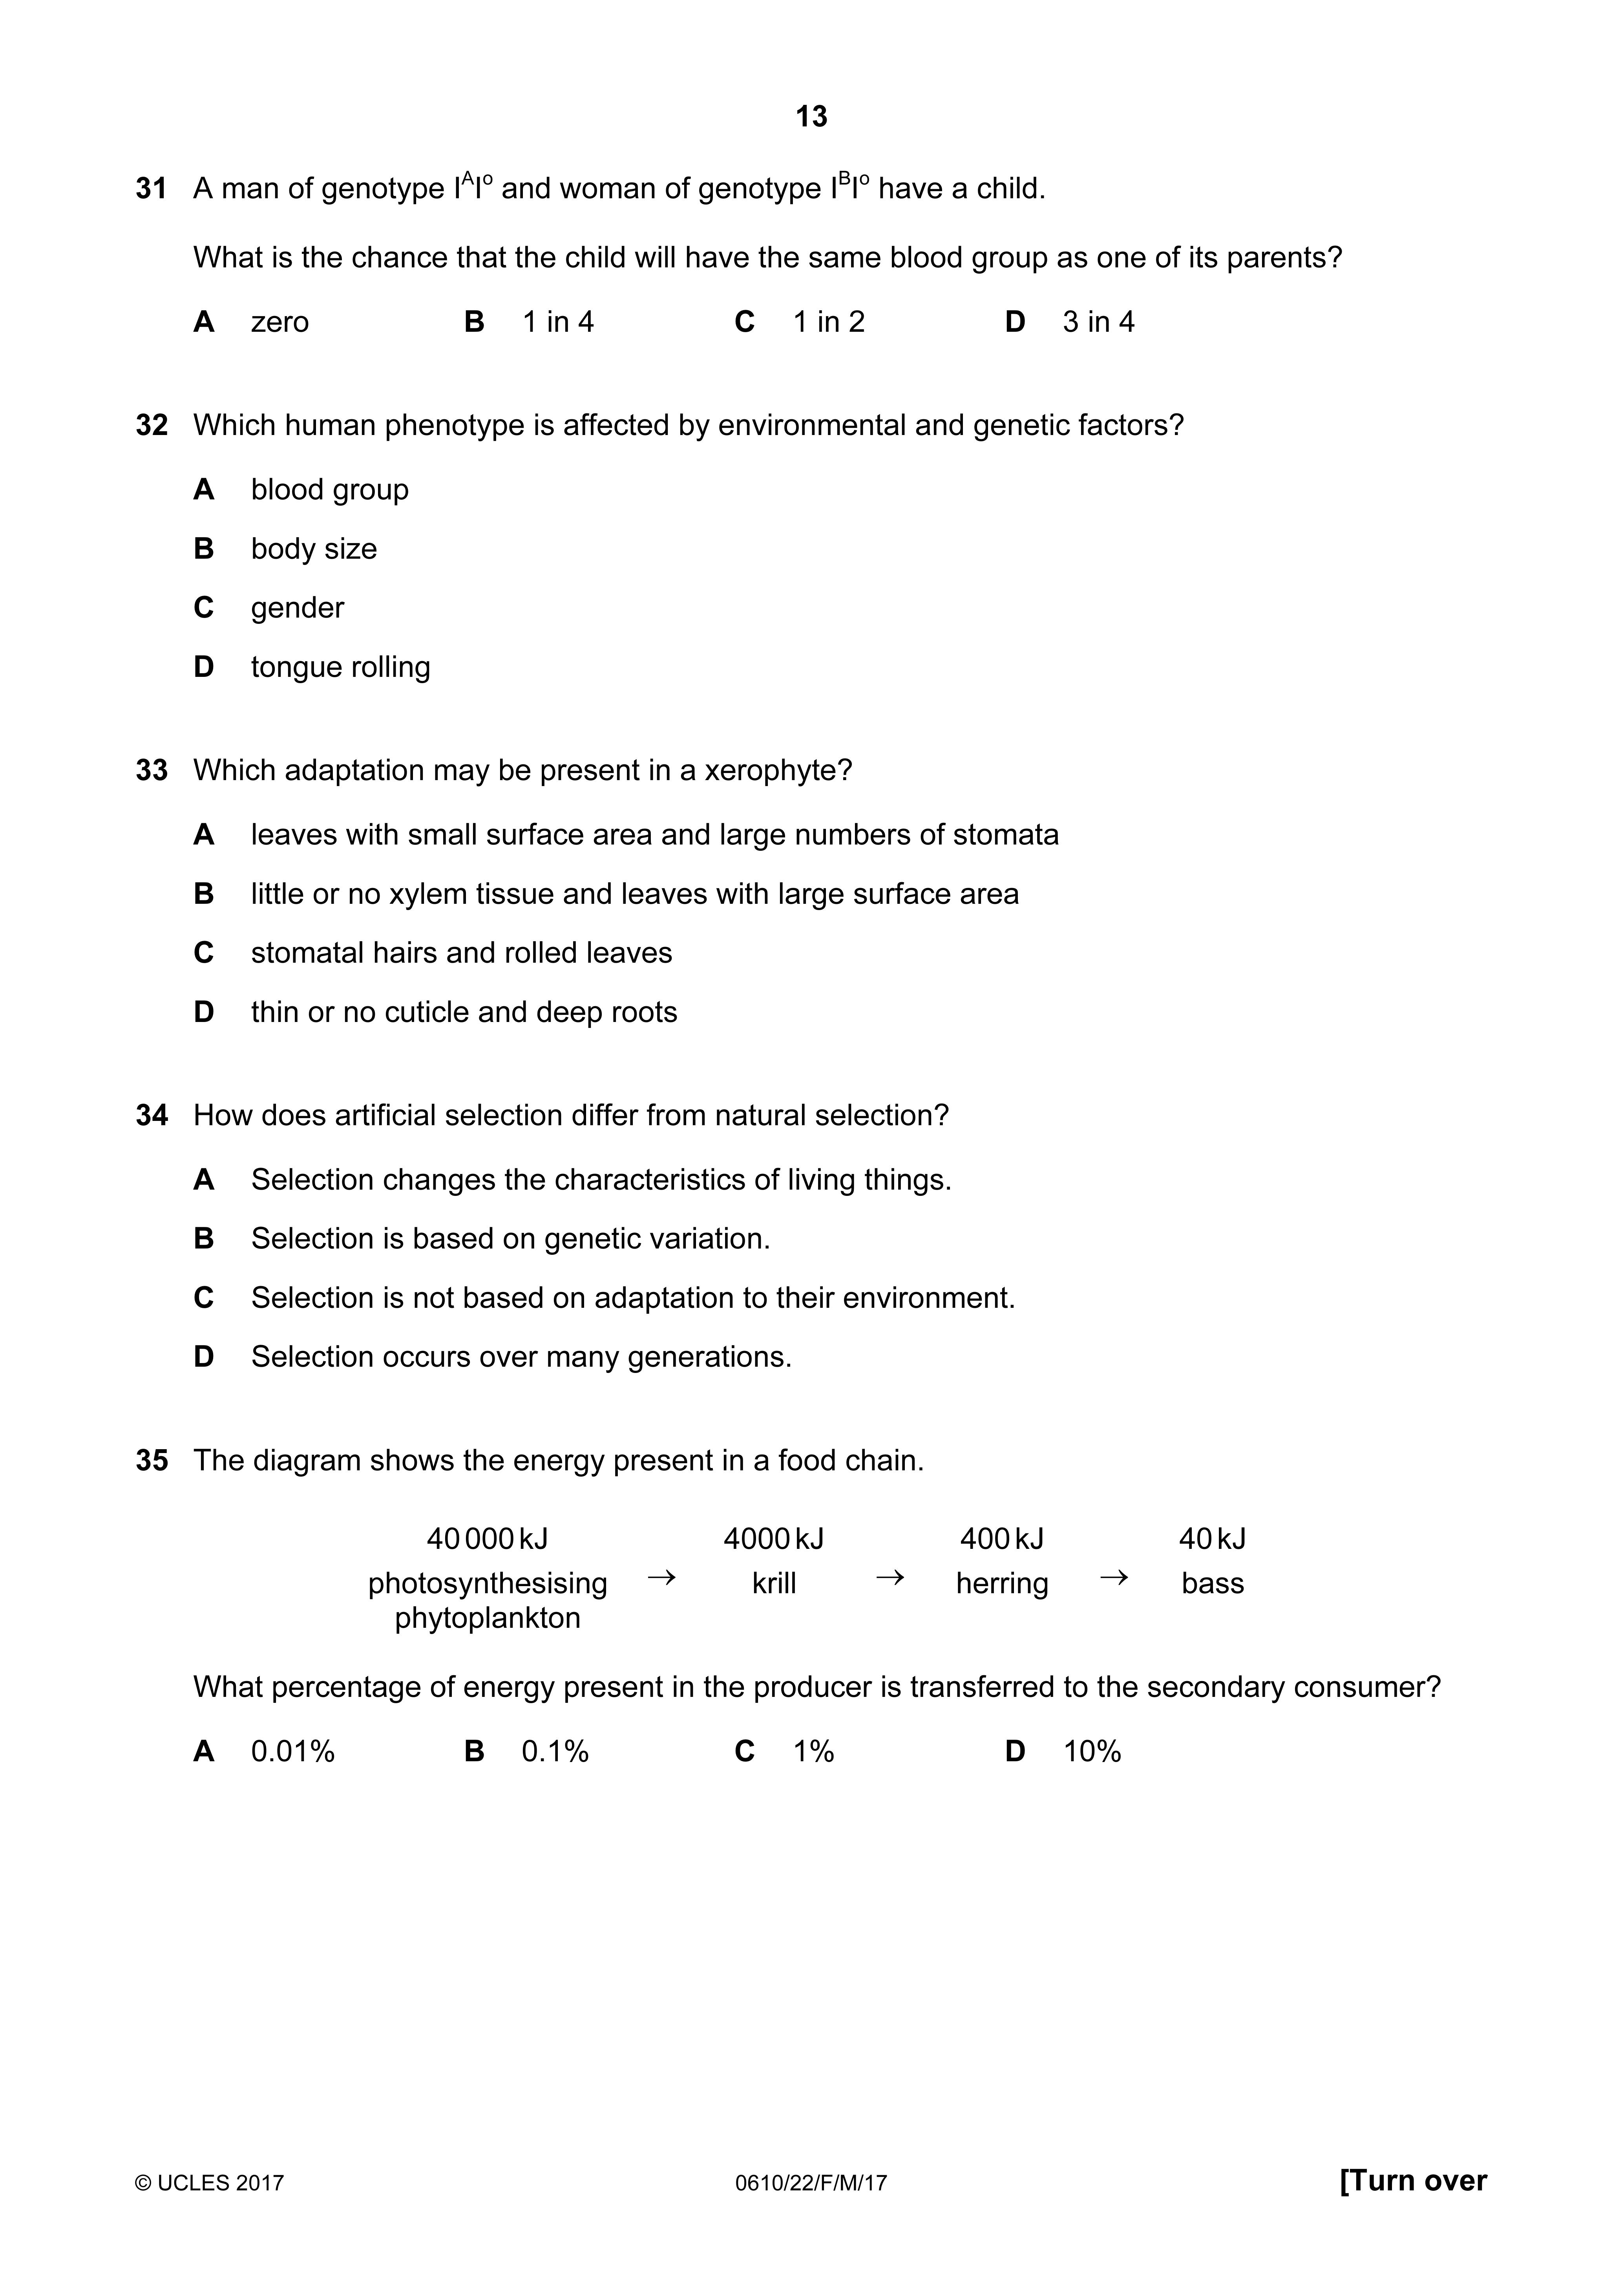 13
31 A man of genotype IᴬIᵒ and woman of genotype IᴮIᵒ have a child.
What is the chance that the child will have the same blood group as one of its parents?
A zero B 1 in 4 C 1 in 2 D 3 in 4
32 Which human phenotype is affected by environmental and genetic factors?
A blood group
B body size
C gender
D tongue rolling
33 Which adaptation may be present in a xerophyte?
A leaves with small surface area and large numbers of stomata
B little or no xylem tissue and leaves with large surface area
C stomatal hairs and rolled leaves
D thin or no cuticle and deep roots
34 How does artificial selection differ from natural selection?
A Selection changes the characteristics of living things.
B Selection is based on genetic variation.
C Selection is not based on adaptation to their environment.
D Selection occurs over many generations.
35 The diagram shows the energy present in a food chain.
40 000 kJ 4000 kJ 400 kJ 40 kJ
photosynthesising → krill → herring → bass
phytoplankton
What percentage of energy present in the producer is transferred to the secondary consumer?
A 0.01% B 0.1% C 1% D 10%
© UCLES 2017 0610/22/F/M/17 [Turn over